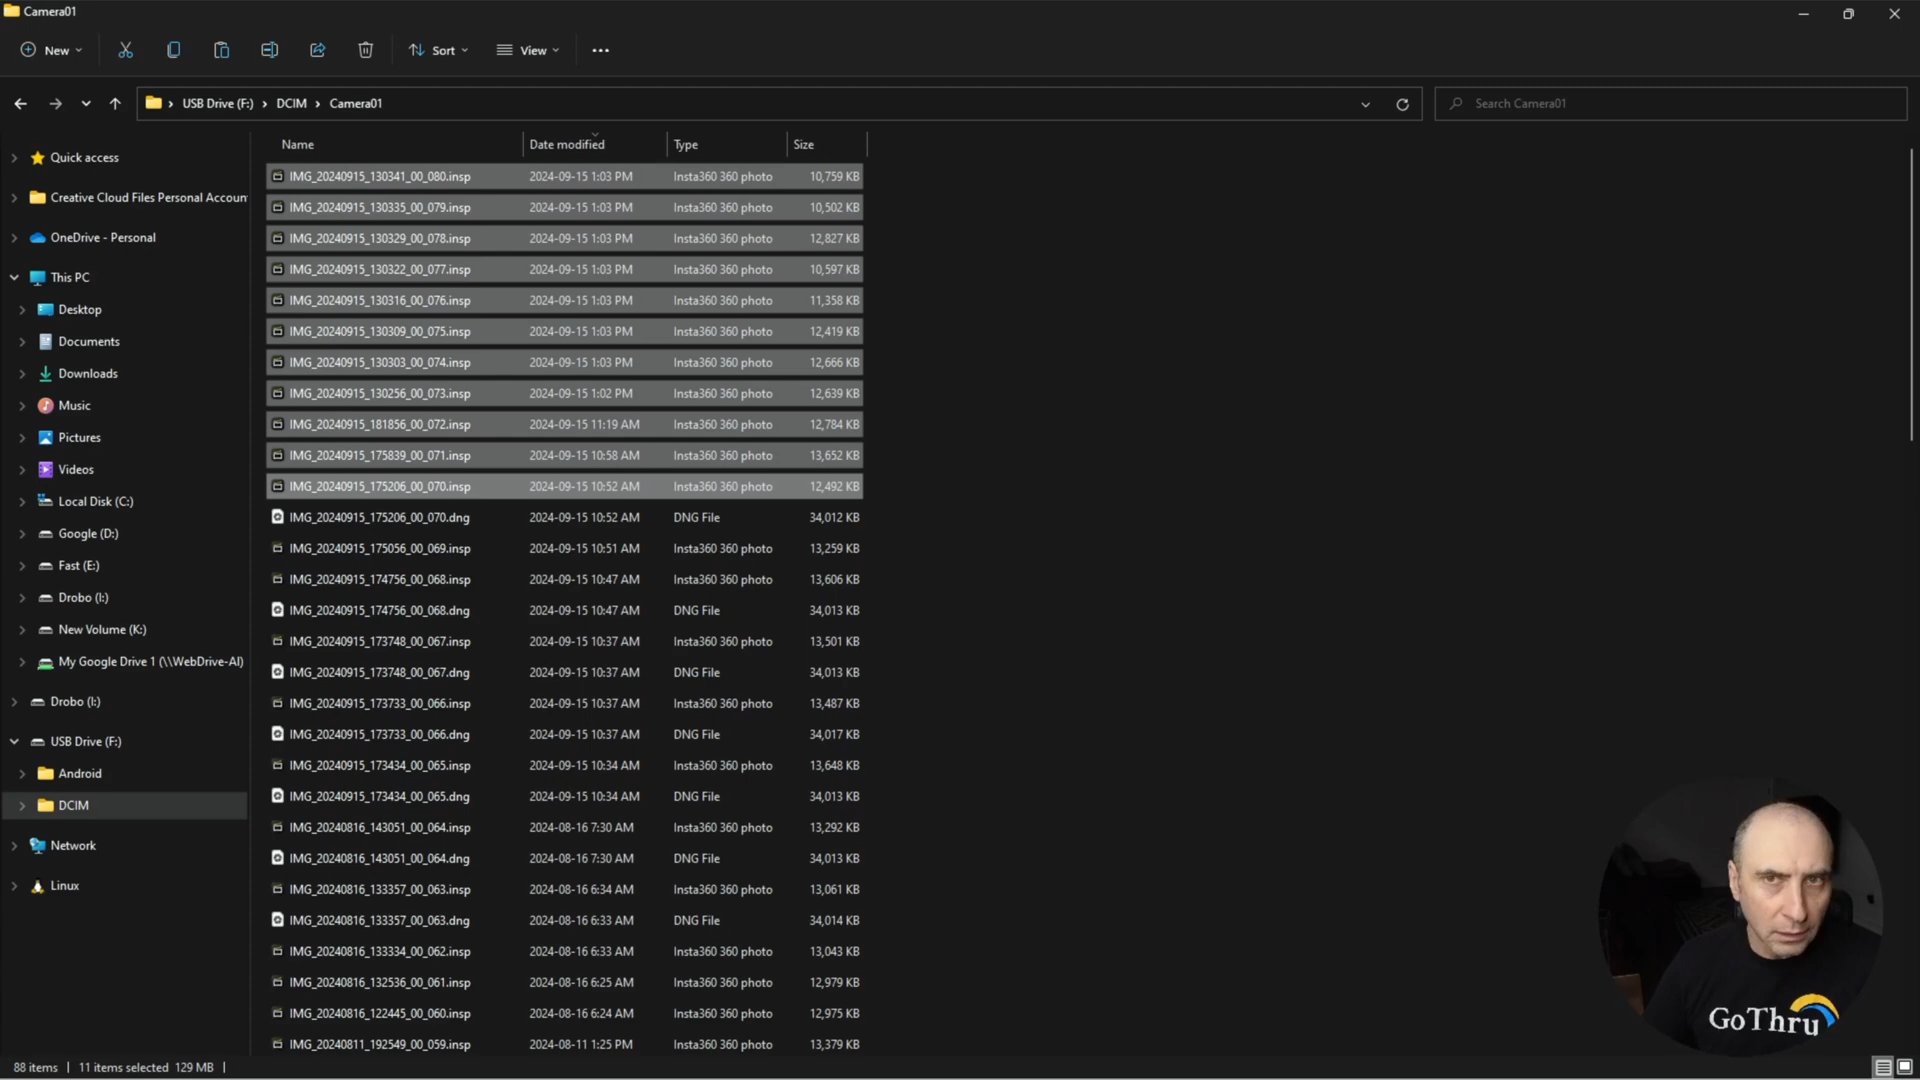 Camera01
New
Sort
View
USB Drive (F:) › DCIM › Camera01
Search Camera01
Name Date modified Type Size
Quick access
Creative Cloud Files Personal Accoun
OneDrive - Personal
This PC
Desktop
Documents
Downloads
Music
Pictures
Videos
Local Disk (C:)
Google (D:)
Fast (E:)
Drobo (I:)
New Volume (K:)
My Google Drive 1 (\\WebDrive-AI)
Drobo (I:)
USB Drive (F:)
Android
DCIM
Network
Linux
IMG_20240915_130341_00_080.insp 2024-09-15 1:03 PM Insta360 360 photo 10,759 KB
IMG_20240915_130335_00_079.insp 2024-09-15 1:03 PM Insta360 360 photo 10,502 KB
IMG_20240915_130329_00_078.insp 2024-09-15 1:03 PM Insta360 360 photo 12,827 KB
IMG_20240915_130322_00_077.insp 2024-09-15 1:03 PM Insta360 360 photo 10,597 KB
IMG_20240915_130316_00_076.insp 2024-09-15 1:03 PM Insta360 360 photo 11,358 KB
IMG_20240915_130309_00_075.insp 2024-09-15 1:03 PM Insta360 360 photo 12,419 KB
IMG_20240915_130303_00_074.insp 2024-09-15 1:03 PM Insta360 360 photo 12,666 KB
IMG_20240915_130256_00_073.insp 2024-09-15 1:02 PM Insta360 360 photo 12,639 KB
IMG_20240915_181856_00_072.insp 2024-09-15 11:19 AM Insta360 360 photo 12,784 KB
IMG_20240915_175839_00_071.insp 2024-09-15 10:58 AM Insta360 360 photo 13,652 KB
IMG_20240915_175206_00_070.insp 2024-09-15 10:52 AM Insta360 360 photo 12,492 KB
IMG_20240915_175206_00_070.dng 2024-09-15 10:52 AM DNG File 34,012 KB
IMG_20240915_175056_00_069.insp 2024-09-15 10:51 AM Insta360 360 photo 13,259 KB
IMG_20240915_174756_00_068.insp 2024-09-15 10:47 AM Insta360 360 photo 13,606 KB
IMG_20240915_174756_00_068.dng 2024-09-15 10:47 AM DNG File 34,013 KB
IMG_20240915_173748_00_067.insp 2024-09-15 10:37 AM Insta360 360 photo 13,501 KB
IMG_20240915_173748_00_067.dng 2024-09-15 10:37 AM DNG File 34,013 KB
IMG_20240915_173733_00_066.insp 2024-09-15 10:37 AM Insta360 360 photo 13,487 KB
IMG_20240915_173733_00_066.dng 2024-09-15 10:37 AM DNG File 34,017 KB
IMG_20240915_173434_00_065.insp 2024-09-15 10:34 AM Insta360 360 photo 13,648 KB
IMG_20240915_173434_00_065.dng 2024-09-15 10:34 AM DNG File 34,013 KB
IMG_20240816_143051_00_064.insp 2024-08-16 7:30 AM Insta360 360 photo 13,292 KB
IMG_20240816_143051_00_064.dng 2024-08-16 7:30 AM DNG File 34,013 KB
IMG_20240816_133357_00_063.insp 2024-08-16 6:34 AM Insta360 360 photo 13,061 KB
IMG_20240816_133357_00_063.dng 2024-08-16 6:33 AM DNG File 34,014 KB
IMG_20240816_133334_00_062.insp 2024-08-16 6:33 AM Insta360 360 photo 13,043 KB
IMG_20240816_132536_00_061.insp 2024-08-16 6:25 AM Insta360 360 photo 12,979 KB
IMG_20240816_122445_00_060.insp 2024-08-16 6:24 AM Insta360 360 photo 12,975 KB
IMG_20240811_192549_00_059.insp 2024-08-11 1:25 PM Insta360 360 photo 13,379 KB
GoThru
88 items 11 items selected 129 MB